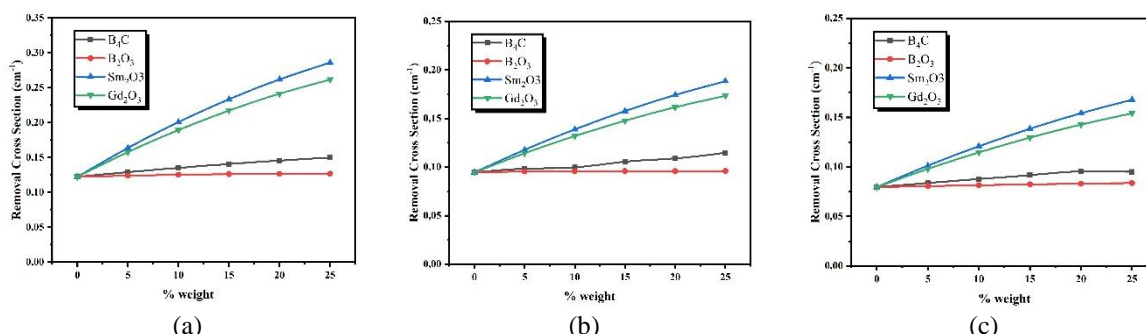 0.35
0.30
0.25
0.20
0.15
0.10
0.05
0.00
Removal Cross Section (cm⁻¹)
B₄C
B₂O₃
Sm₂O3
Gd₂O₃
0 5 10 15 20 25
% weight
(a)
0,25
0,20
0,15
0,10
0,05
0,00
Removal Cross Section (cm⁻¹)
B₄C
B₂O₃
Sm₂O₃
Gd₂O₃
0 5 10 15 20 25
% weight
(b)
0,25
0,20
0,15
0,10
0,05
0,00
Removal Cross Section (cm⁻¹)
B₄C
B₂O₃
Sm₂O3
Gd₂O₃
0 5 10 15 20 25
% weight
(c)